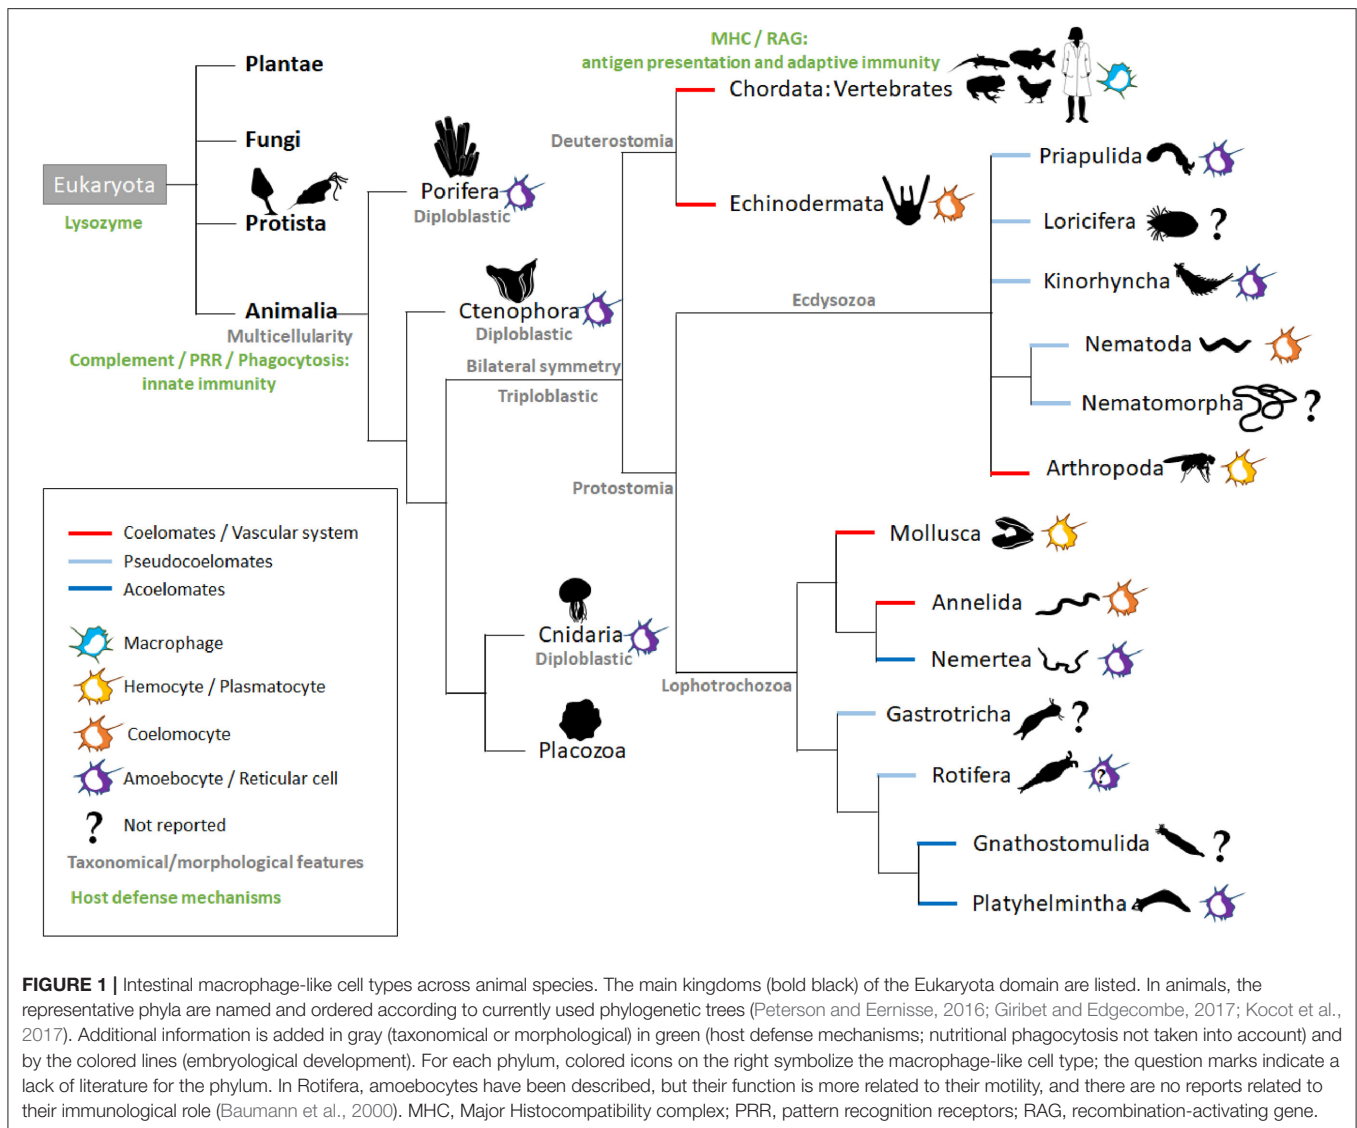 Plantae
Fungi
Eukaryota
Lysozyme
Protista
Animalia
Multicellularity
Complement / PRR / Phagocytosis:
innate immunity
Porifera
Diploblastic
Ctenophora
Diploblastic
Bilateral symmetry
Triploblastic
Cnidaria
Diploblastic
Placozoa
MHC / RAG:
antigen presentation and adaptive immunity
Chordata: Vertebrates
Deuterostomia
Echinodermata
Ecdysozoa
Protostomia
Lophotrochozoa
Priapulida
Loricifera
?
Kinorhyncha
Nematoda
Nematomorpha
?
Arthropoda
Mollusca
Annelida
Nemertea
Gastrotricha
?
Rotifera
?
Gnathostomulida
?
Platyhelmintha
Coelomates / Vascular system
Pseudocoelomates
Acoelomates
Macrophage
Hemocyte / Plasmatocyte
Coelomocyte
Amoebocyte / Reticular cell
? Not reported
Taxonomical/morphological features
Host defense mechanisms
FIGURE 1 | Intestinal macrophage-like cell types across animal species. The main kingdoms (bold black) of the Eukaryota domain are listed. In animals, the
representative phyla are named and ordered according to currently used phylogenetic trees (Peterson and Eernisse, 2016; Giribet and Edgecombe, 2017; Kocot et al.,
2017). Additional information is added in gray (taxonomical or morphological) in green (host defense mechanisms; nutritional phagocytosis not taken into account) and
by the colored lines (embryological development). For each phylum, colored icons on the right symbolize the macrophage-like cell type; the question marks indicate a
lack of literature for the phylum. In Rotifera, amoebocytes have been described, but their function is more related to their motility, and there are no reports related to
their immunological role (Baumann et al., 2000). MHC, Major Histocompatibility complex; PRR, pattern recognition receptors; RAG, recombination-activating gene.